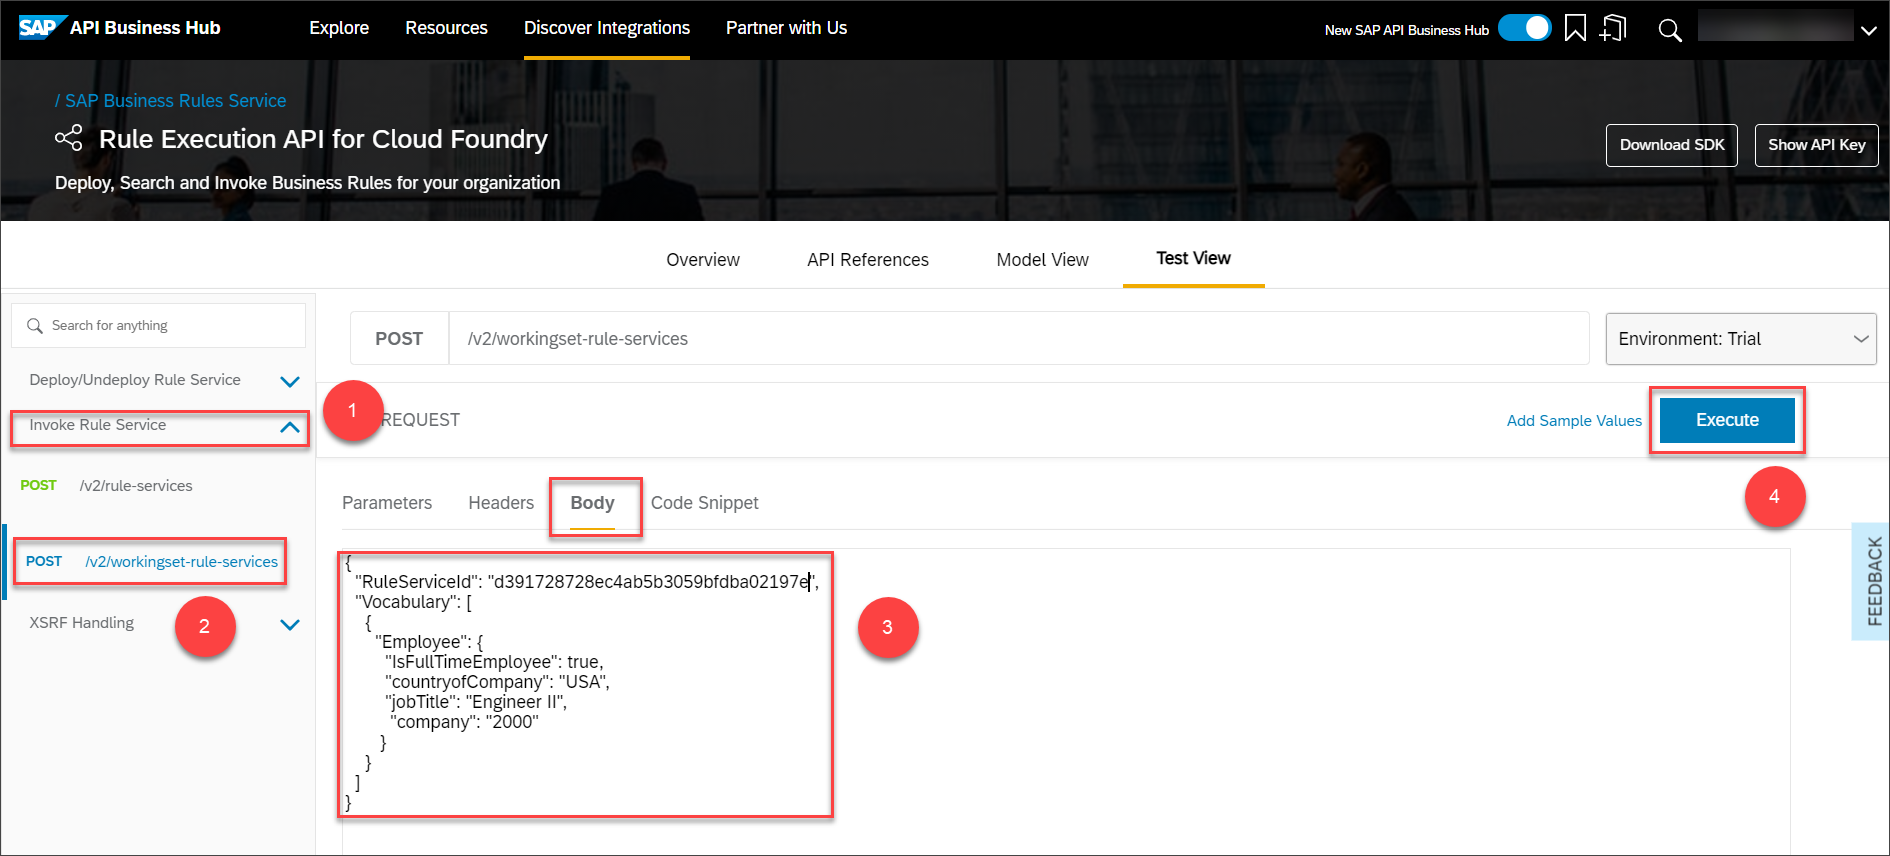 SAP API Business Hub Explore Resources Discover Integrations Partner with Us New SAP API Business Hub
/ SAP Business Rules Service
Rule Execution API for Cloud Foundry
Download SDK Show API Key
Deploy, Search and Invoke Business Rules for your organization
Overview API References Model View Test View
Search for anything
POST /v2/workingset-rule-services Environment: Trial
Deploy/Undeploy Rule Service
Invoke Rule Service
1 REQUEST Add Sample Values Execute
POST /v2/rule-services
Parameters Headers Body Code Snippet
4
POST /v2/workingset-rule-services
XSRF Handling
2
{
"RuleServiceId": "d391728728ec4ab5b3059bfdba02197e",
"Vocabulary": [
{
"Employee": {
"IsFullTimeEmployee": true,
"countryofCompany": "USA",
"jobTitle": "Engineer II",
"company": "2000"
}
}
]
}
3
FEEDBACK